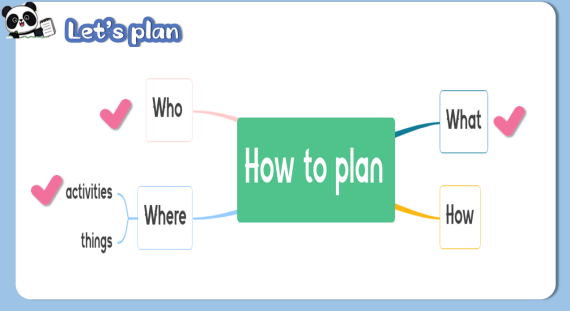 Let's plan
Who
What
How to plan
activities
Where
How
things